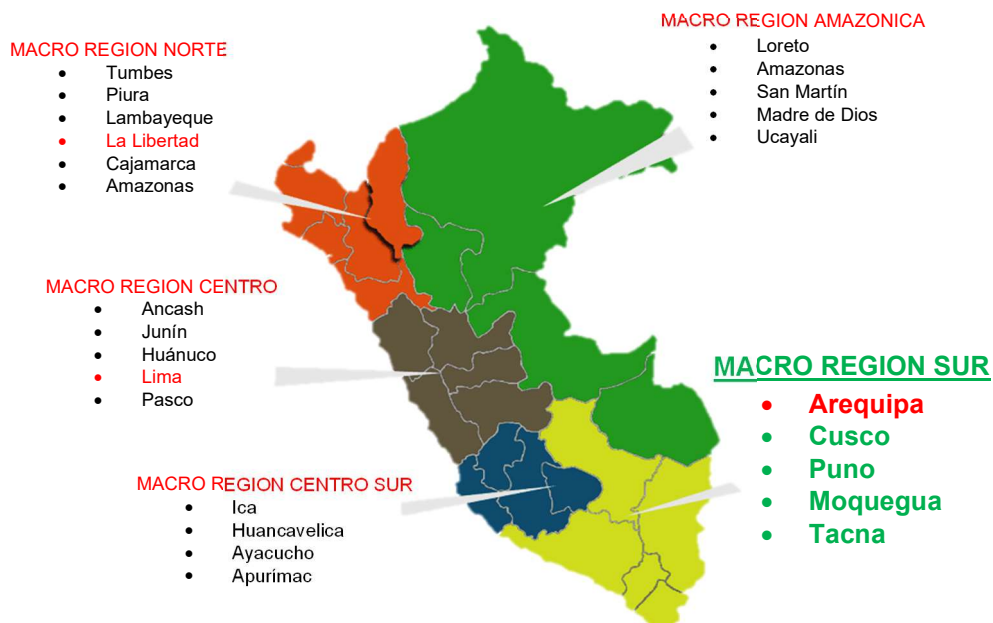 MACRO REGION NORTE
• Tumbes
• Piura
• Lambayeque
• La Libertad
• Cajamarca
• Amazonas
MACRO REGION AMAZONICA
• Loreto
• Amazonas
• San Martín
• Madre de Dios
• Ucayali
MACRO REGION CENTRO
• Ancash
• Junín
• Huánuco
• Lima
• Pasco
MACRO REGION SUR
• Arequipa
• Cusco
• Puno
• Moquegua
• Tacna
MACRO REGION CENTRO SUR
• Ica
• Huancavelica
• Ayacucho
• Apurímac